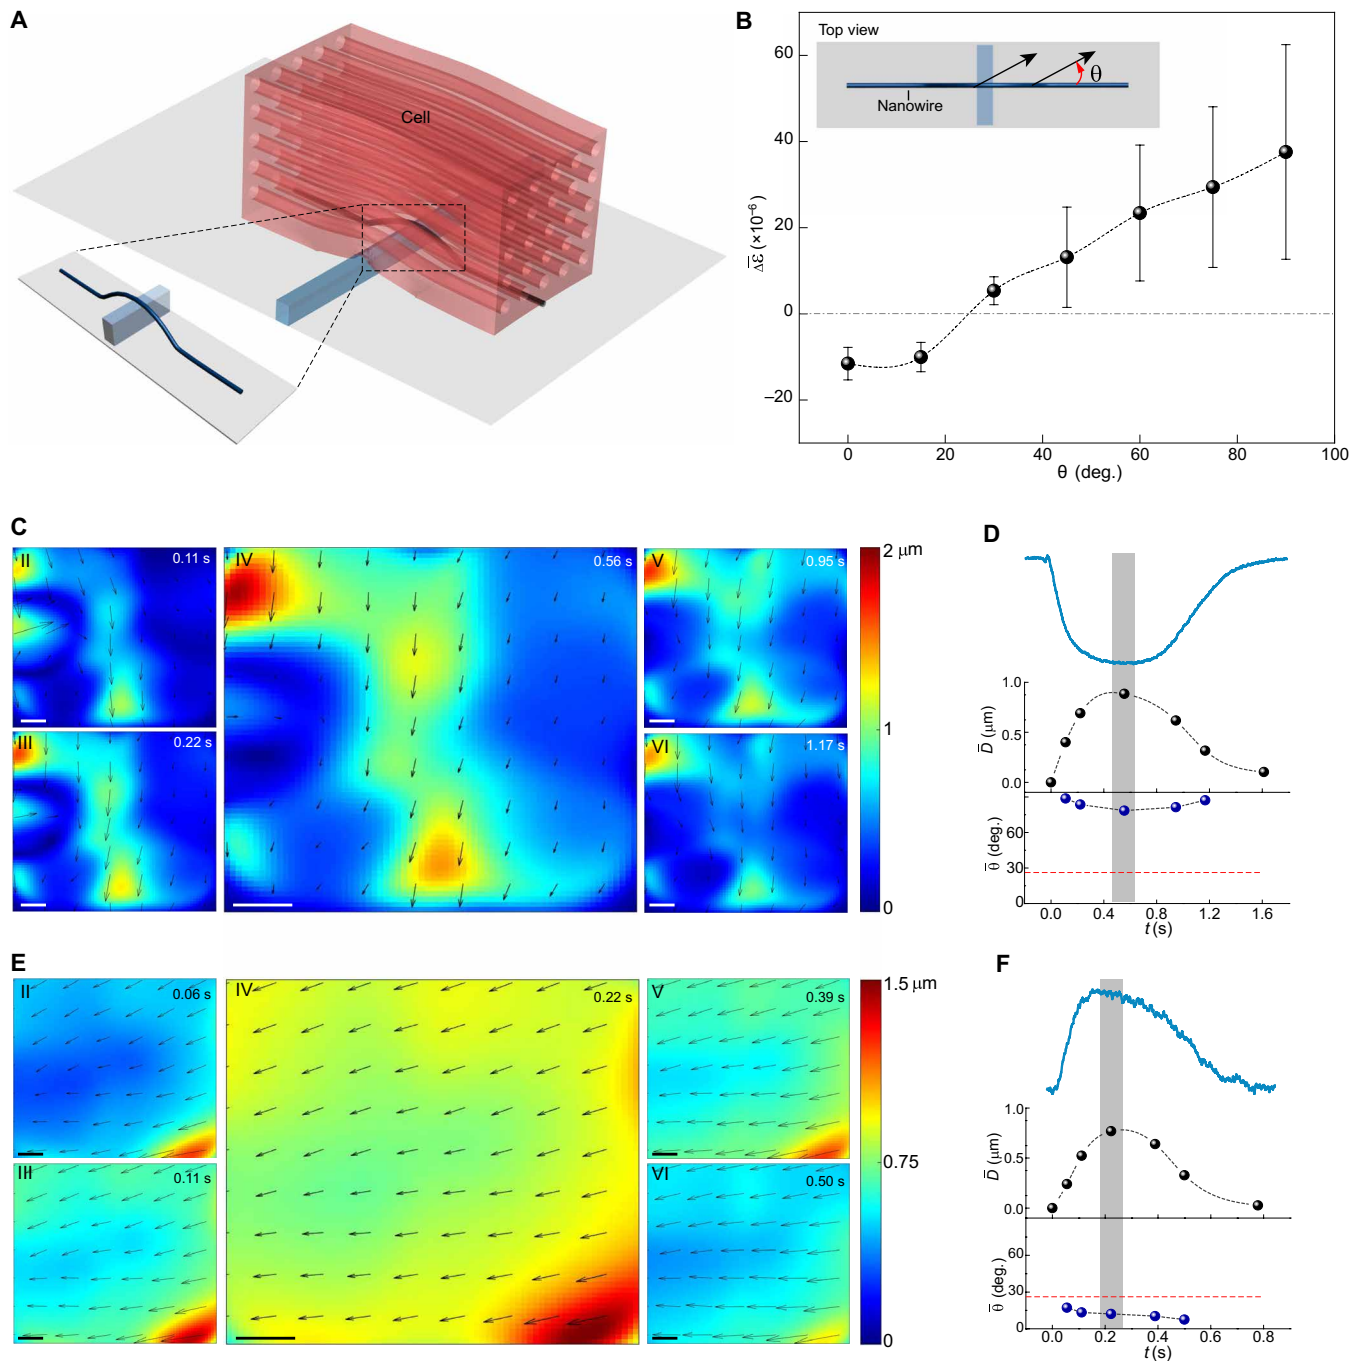 A
Cell
B
Top view
Nanowire
θ
60
40
20
0
–20
Δε̅ (×10⁻⁶)
0
20
40
60
80
100
θ (deg.)
C
II
0.11 s
III
0.22 s
IV
0.56 s
V
0.95 s
VI
1.17 s
2 μm
1
0
D
1.0
0.5
0.0
D̅ (μm)
60
30
0
θ̅ (deg.)
0.0
0.4
0.8
1.2
1.6
t (s)
E
II
0.06 s
III
0.11 s
IV
0.22 s
V
0.39 s
VI
0.50 s
1.5 μm
0.75
0
F
1.0
0.5
0.0
D̅ (μm)
60
30
0
θ̅ (deg.)
0.0
0.2
0.4
0.6
0.8
t (s)